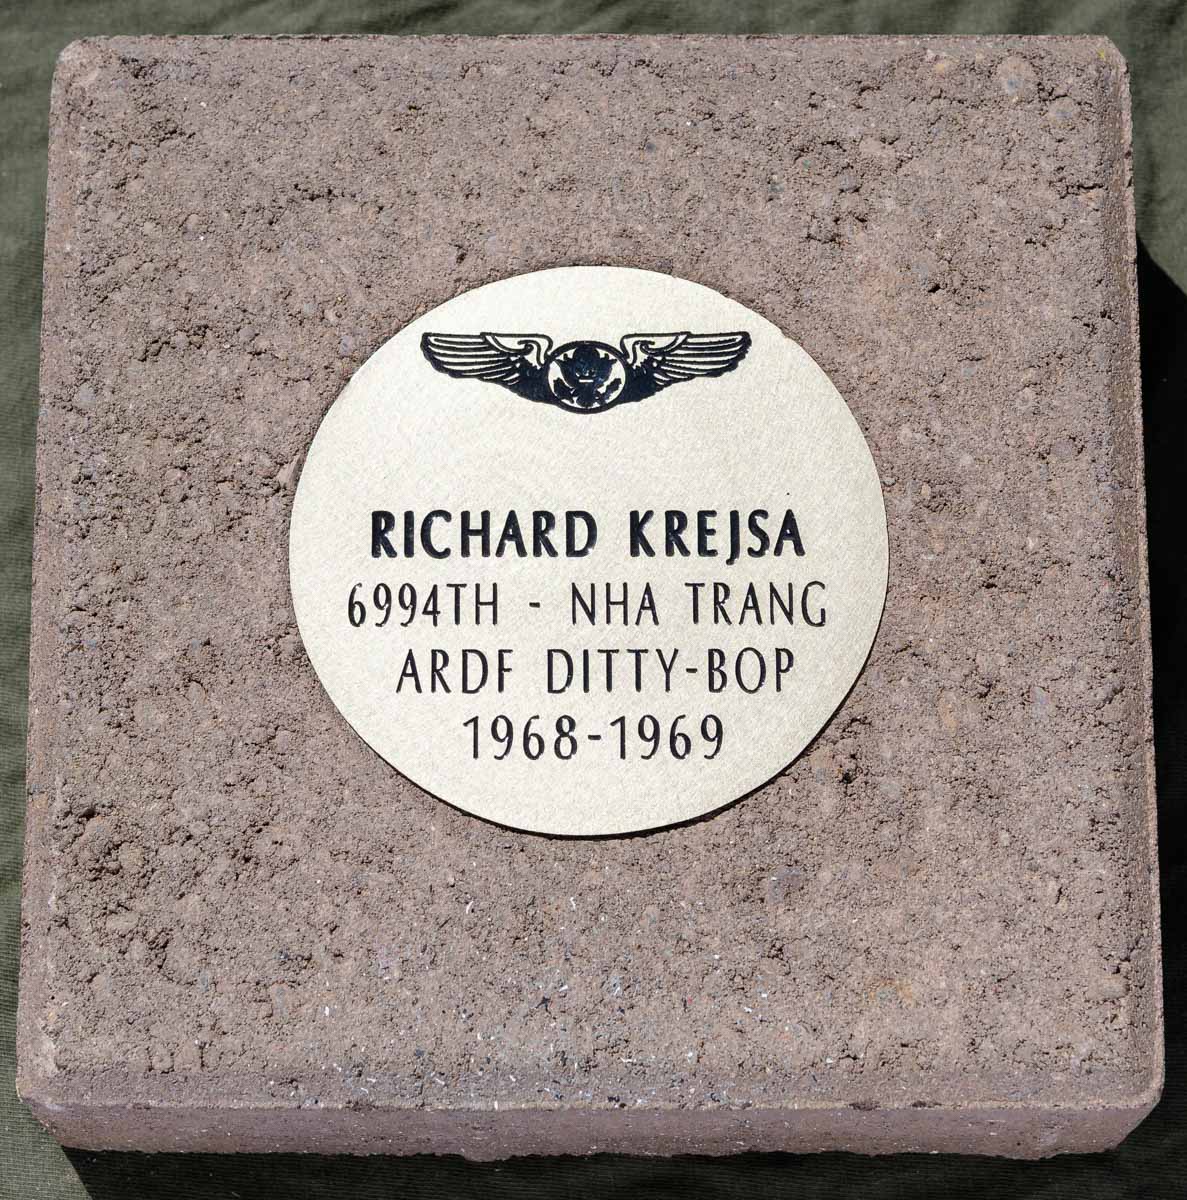 RICHARD KREJSA
6994TH - NHA TRANG
ARDF DITTY-BOP
1968-1969